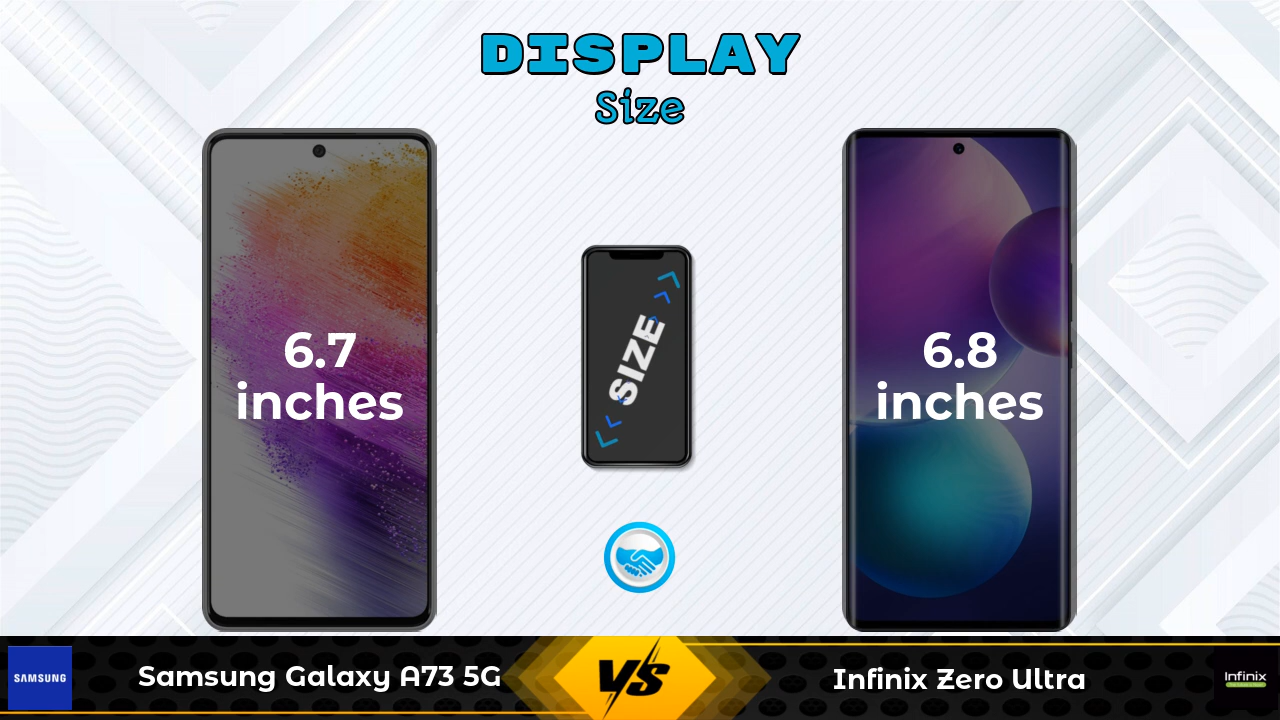 DISPLAY
Size
6.7
inches
SIZE
6.8
inches
SAMSUNG
Samsung Galaxy A73 5G
VS
Infinix Zero Ultra
Infinix